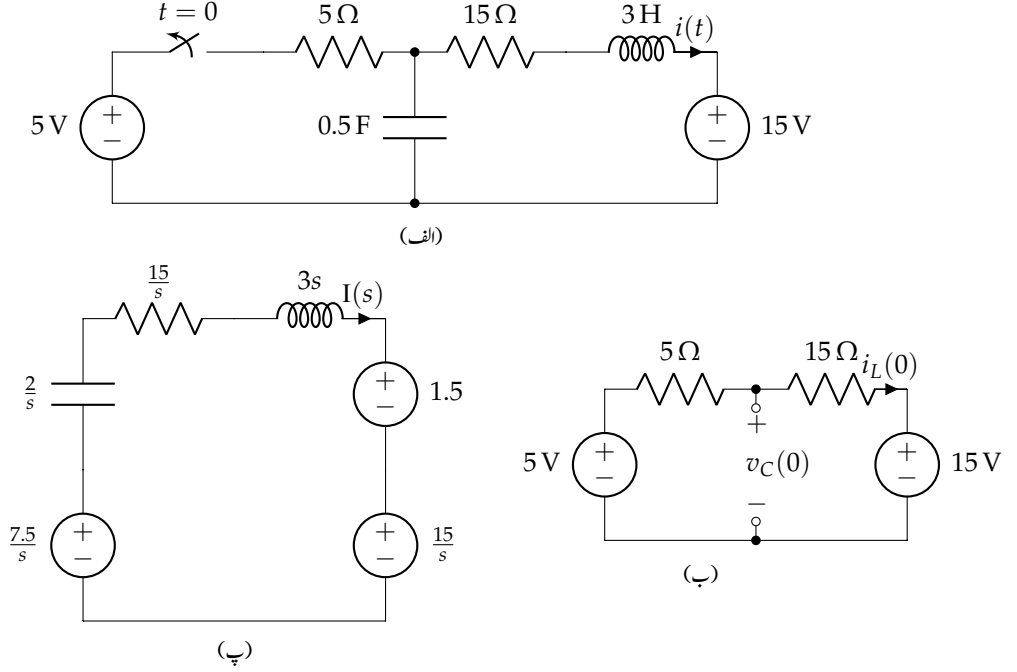 t = 0
5 Ω
15 Ω
3 H
i(t)
5 V
+
−
0.5 F
+
−
15 V
(الف)
15/s
3s
I(s)
2/s
+
−
1.5
7.5/s
+
−
+
−
15/s
(پ)
5 Ω
15 Ω
i_L(0)
5 V
+
−
+
v_C(0)
−
+
−
15 V
(ب)